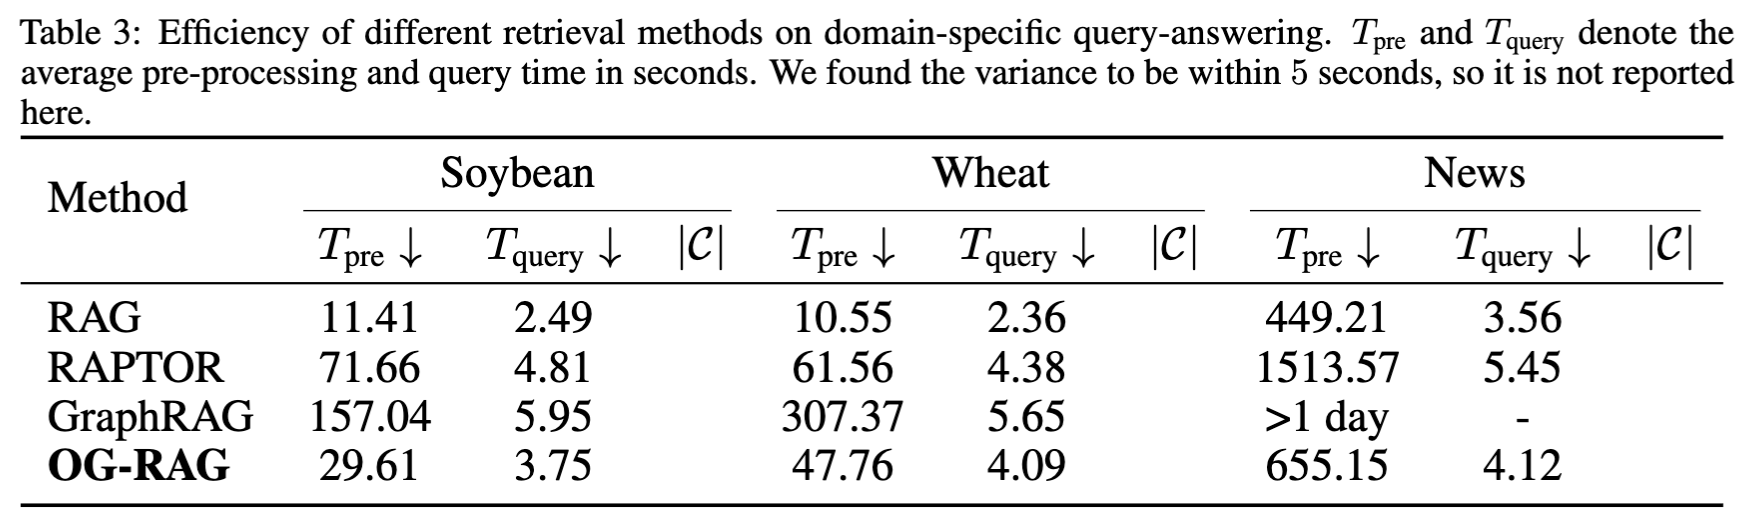 Table 3: Efficiency of different retrieval methods on domain-specific query-answering. T_pre and T_query denote the
average pre-processing and query time in seconds. We found the variance to be within 5 seconds, so it is not reported
here.
Method Soybean Wheat News
T_pre ↓ T_query ↓ |𝒞| T_pre ↓ T_query ↓ |𝒞| T_pre ↓ T_query ↓ |𝒞|
RAG 11.41 2.49 10.55 2.36 449.21 3.56
RAPTOR 71.66 4.81 61.56 4.38 1513.57 5.45
GraphRAG 157.04 5.95 307.37 5.65 >1 day -
OG-RAG 29.61 3.75 47.76 4.09 655.15 4.12